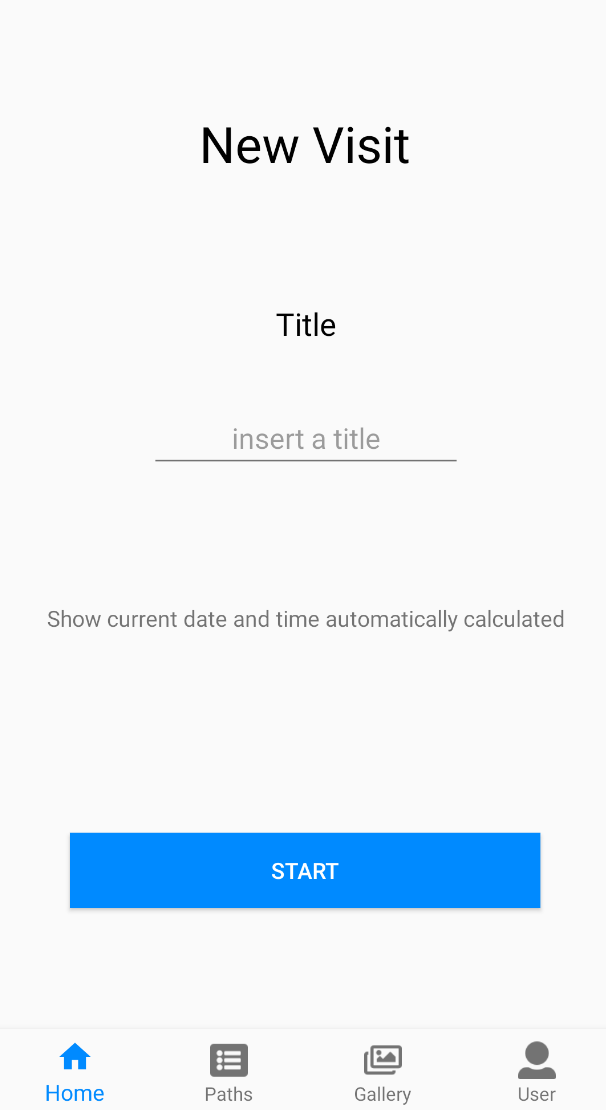 New Visit
Title
insert a title
Show current date and time automatically calculated
START
Home
Paths
Gallery
User